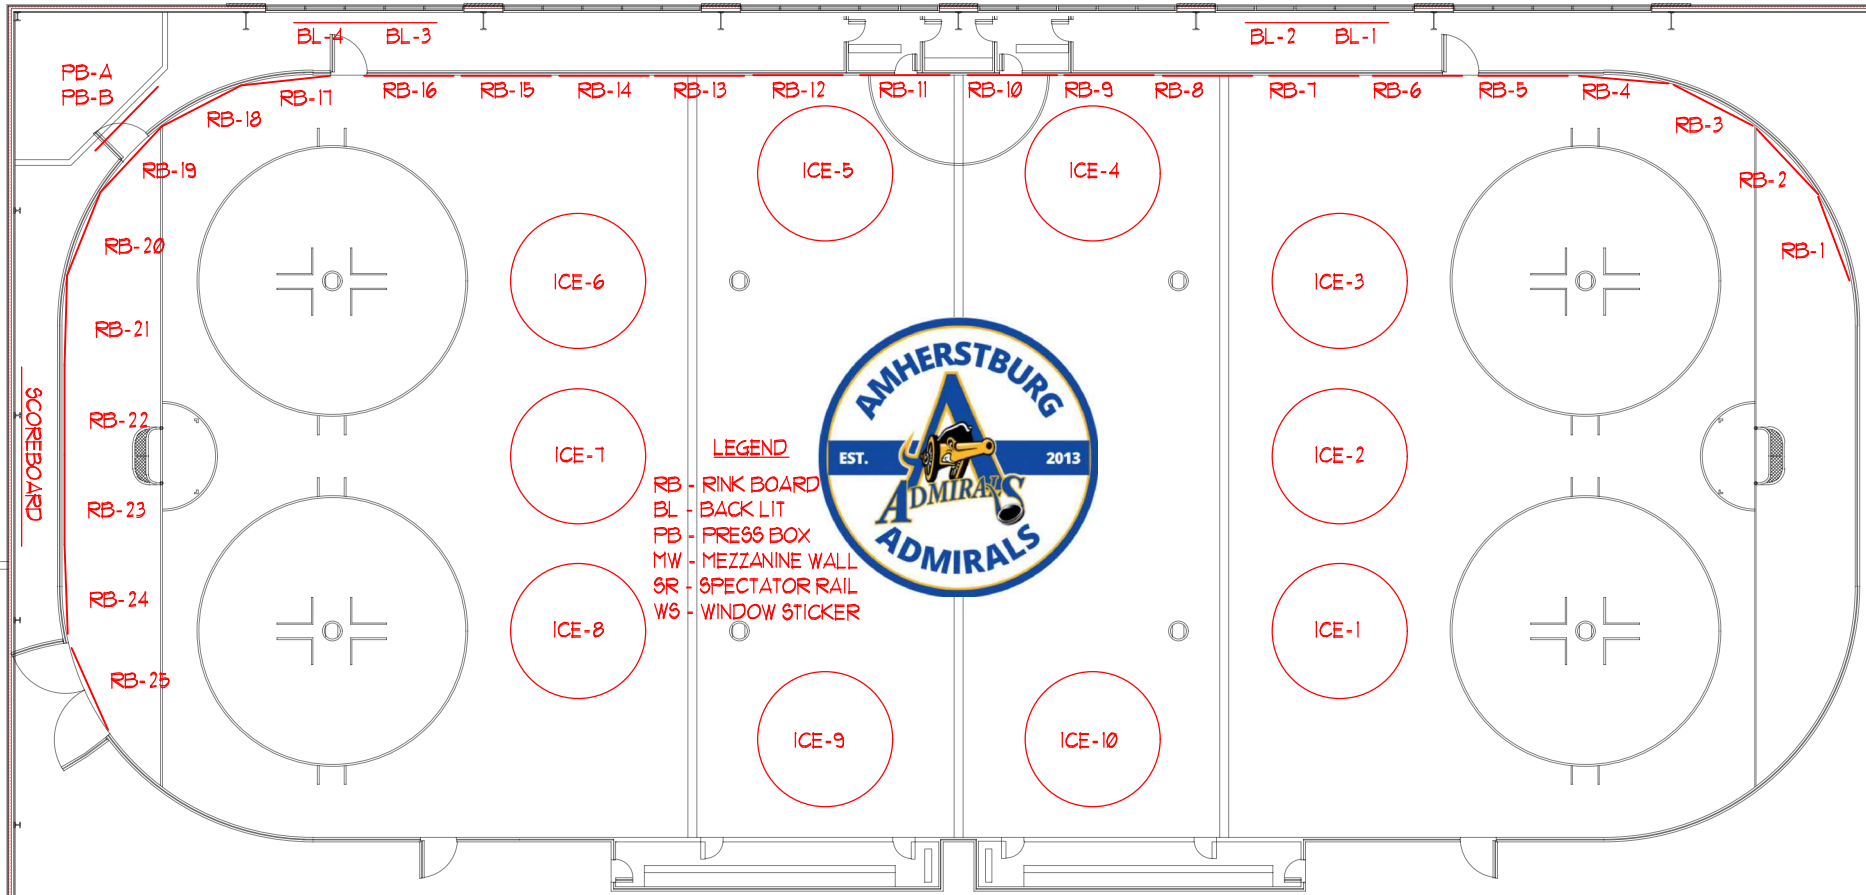 BL-4
BL-3
BL-2
BL-1
PB-A
PB-B
RB-18
RB-17
RB-16
RB-15
RB-14
RB-13
RB-12
RB-11
RB-10
RB-9
RB-8
RB-7
RB-6
RB-5
RB-4
RB-3
RB-19
RB-2
RB-20
RB-1
RB-21
RB-22
RB-23
RB-24
RB-25
SCOREBOARD
ICE-5
ICE-4
ICE-6
ICE-3
ICE-7
ICE-2
ICE-8
ICE-1
ICE-9
ICE-10
AMHERSTBURG
EST.
2013
ADMIRALS
ADMIRALS
LEGEND
RB - RINK BOARD
BL - BACK LIT
PB - PRESS BOX
MW - MEZZANINE WALL
SR - SPECTATOR RAIL
WS - WINDOW STICKER